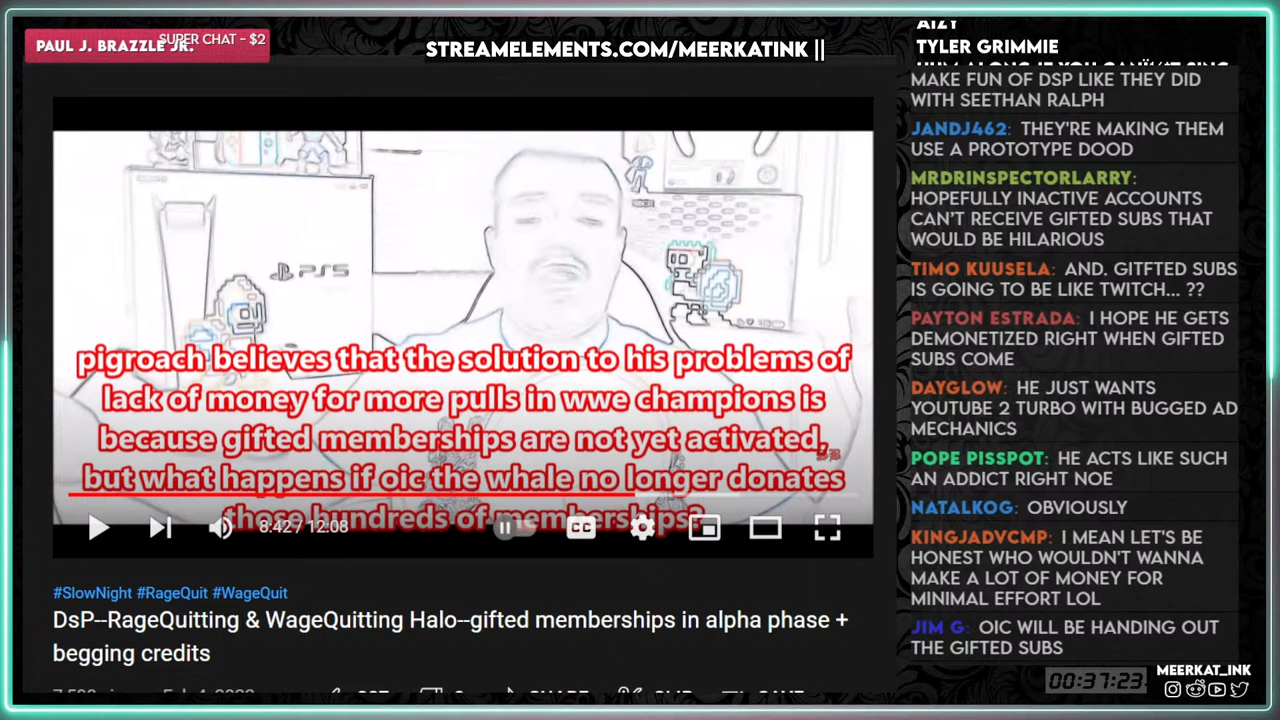 PAUL J. BRAZZLE JR.
SUPER CHAT - $2
STREAMELEMENTS.COM/MEERKATINK ||
AIZY
TYLER GRIMMIE
MAKE FUN OF DSP LIKE THEY DID
WITH SEETHAN RALPH
JANDJ462: THEY'RE MAKING THEM
USE A PROTOTYPE DOOD
MRDRINSPECTORLARRY:
HOPEFULLY INACTIVE ACCOUNTS
CAN'T RECEIVE GIFTED SUBS THAT
WOULD BE HILARIOUS
TIMO KUUSELA: AND. GITFTED SUBS
IS GOING TO BE LIKE TWITCH... ??
PAYTON ESTRADA: I HOPE HE GETS
DEMONETIZED RIGHT WHEN GIFTED
SUBS COME
DAYGLOW: HE JUST WANTS
YOUTUBE 2 TURBO WITH BUGGED AD
MECHANICS
POPE PISSPOT: HE ACTS LIKE SUCH
AN ADDICT RIGHT NOE
NATALKOG: OBVIOUSLY
KINGJADVCMP: I MEAN LET'S BE
HONEST WHO WOULDN'T WANNA
MAKE A LOT OF MONEY FOR
MINIMAL EFFORT LOL
JIM G: OIC WILL BE HANDING OUT
THE GIFTED SUBS
PS5
pigroach believes that the solution to his problems of
lack of money for more pulls in wwe champions is
because gifted memberships are not yet activated,
but what happens if oic the whale no longer donates
those hundreds of memberships?
8:42 / 12:08
CC
#SlowNight #RageQuit #WageQuit
DsP--RageQuitting & WageQuitting Halo--gifted memberships in alpha phase +
begging credits
00:37:23
MEERKAT_INK